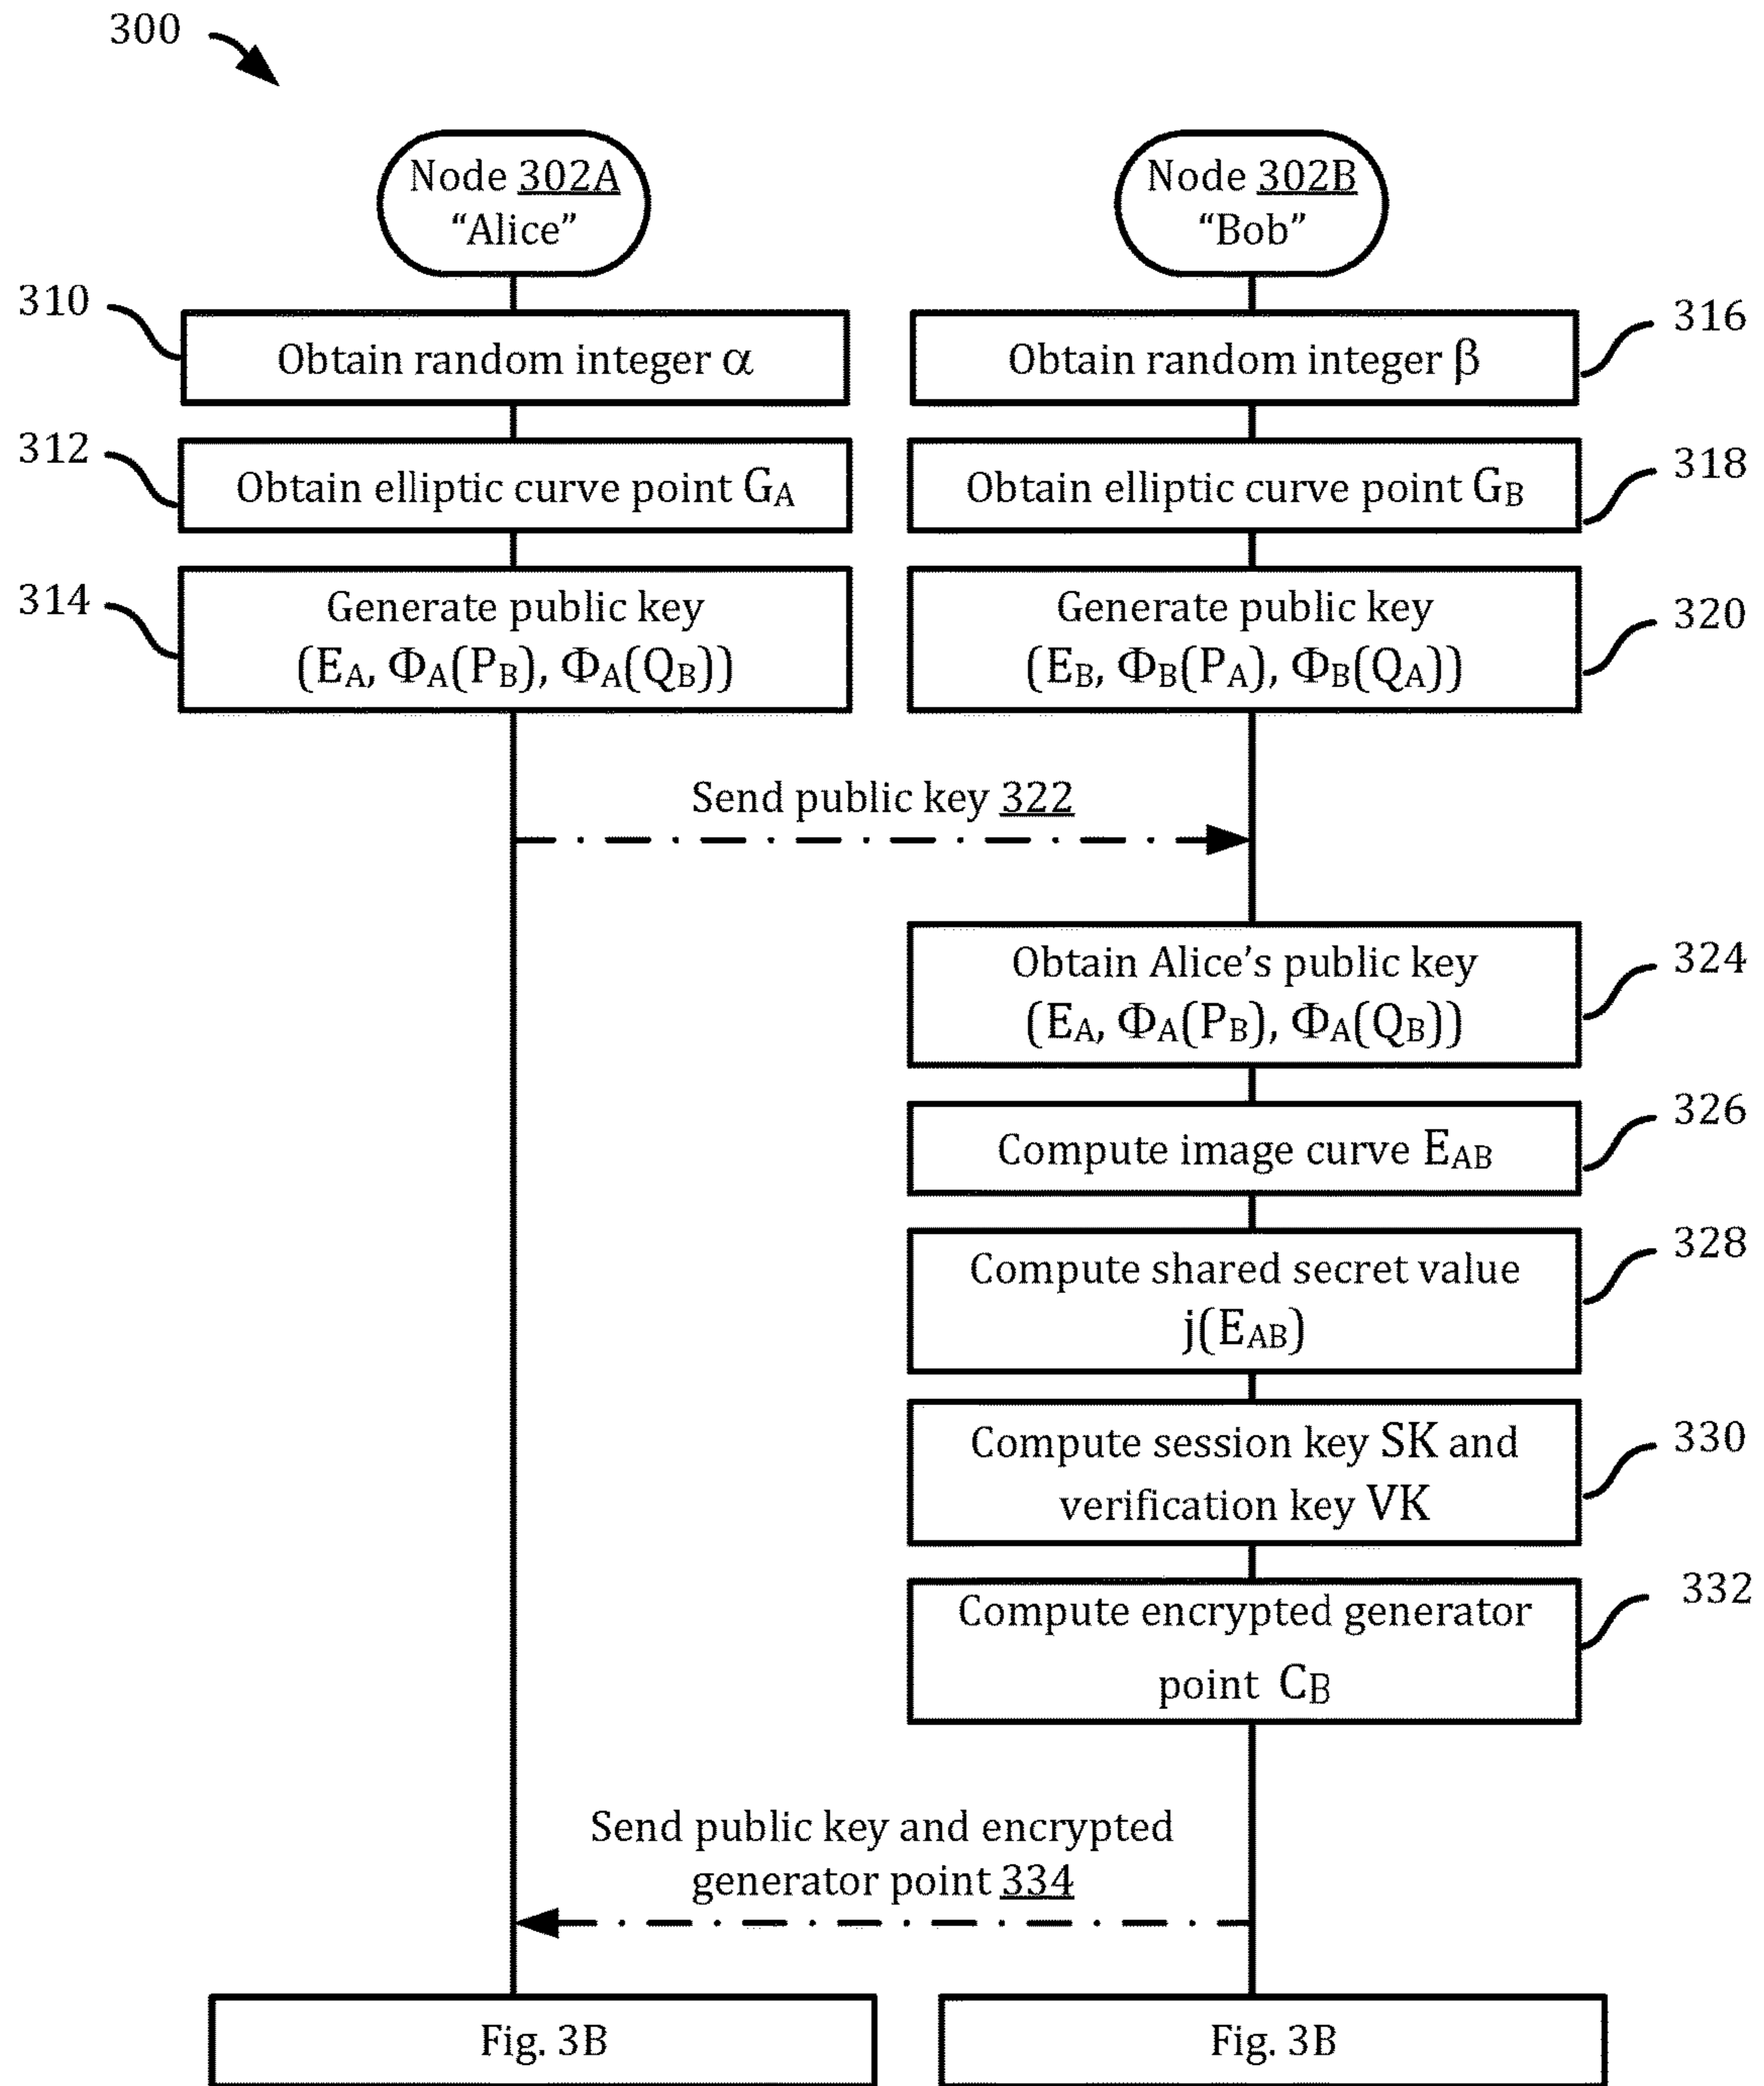 300
Node 302A
“Alice”
Node 302B
“Bob”
310
Obtain random integer α
Obtain random integer β
316
312
Obtain elliptic curve point GA
Obtain elliptic curve point GB
318
314
Generate public key
(EA, ΦA(PB), ΦA(QB))
Generate public key
(EB, ΦB(PA), ΦB(QA))
320
Send public key 322
Obtain Alice’s public key
(EA, ΦA(PB), ΦA(QB))
324
Compute image curve EAB
326
Compute shared secret value
j(EAB)
328
Compute session key SK and
verification key VK
330
Compute encrypted generator
point CB
332
Send public key and encrypted
generator point 334
Fig. 3B
Fig. 3B